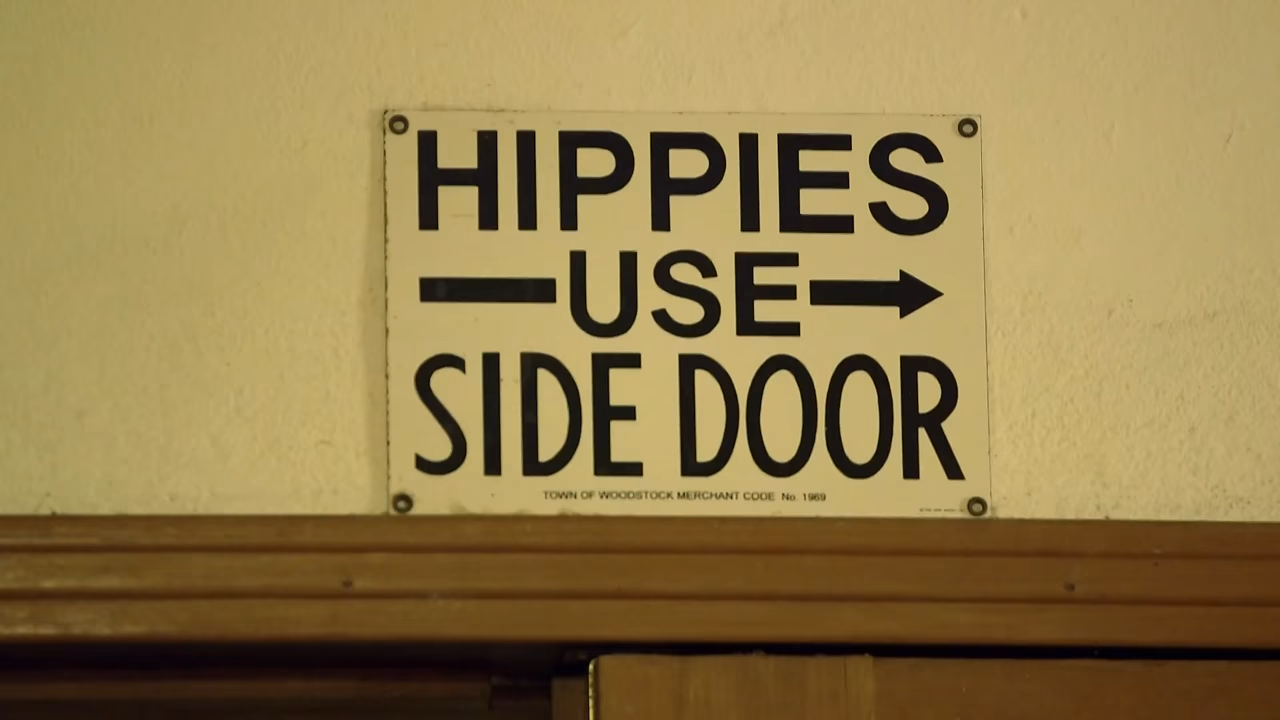 HIPPIES
USE
SIDE DOOR
TOWN OF WOODSTOCK MERCHANT CODE No. 1969